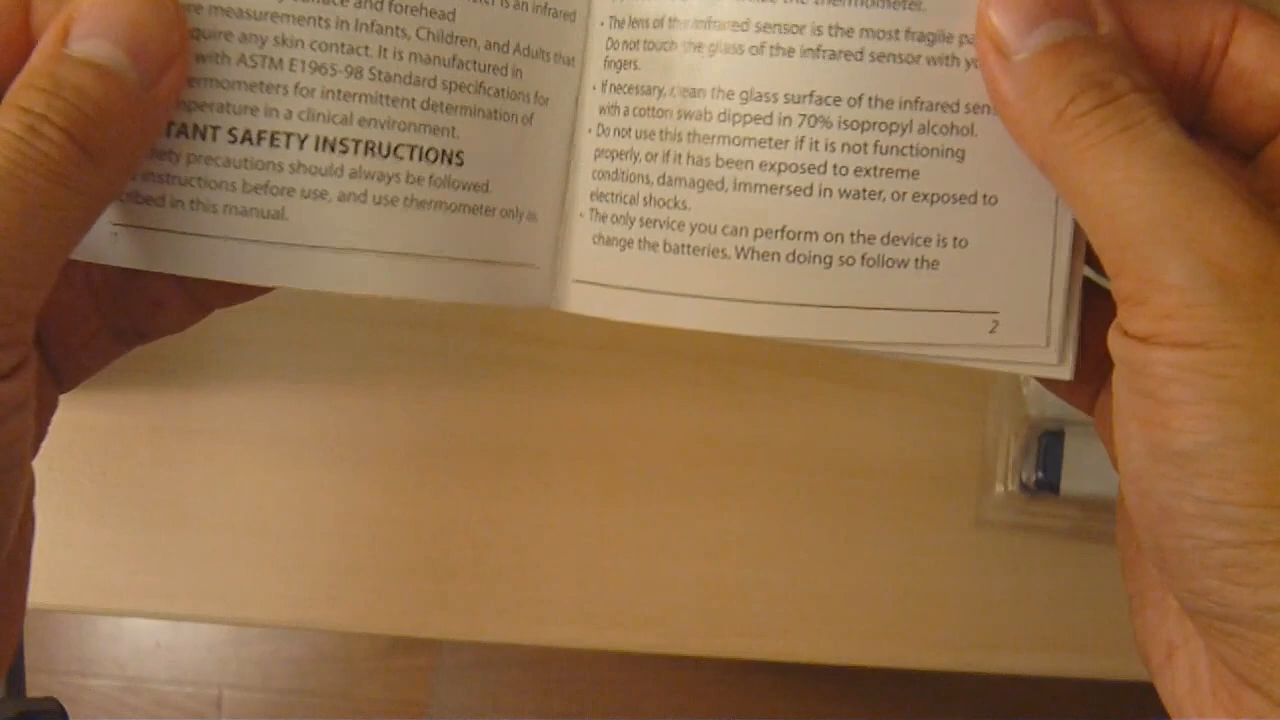 is an infrared
and forehead
measurements in Infants, Children, and Adults that
any skin contact. It is manufactured in
with ASTM E1965-98 Standard specifications for
for intermittent determination of
in a clinical environment.
TANT SAFETY INSTRUCTIONS
precautions should always be followed.
instructions before use, and use thermometer only as
in this manual.
thermometer.
• The lens of the infrared sensor is the most fragile
Do not touch the glass of the infrared sensor with
fingers.
• If necessary, clean the glass surface of the infrared sen
with a cotton swab dipped in 70% isopropyl alcohol.
• Do not use this thermometer if it is not functioning
properly, or if it has been exposed to extreme
conditions, damaged, immersed in water, or exposed to
electrical shocks.
• The only service you can perform on the device is to
change the batteries. When doing so follow the
2